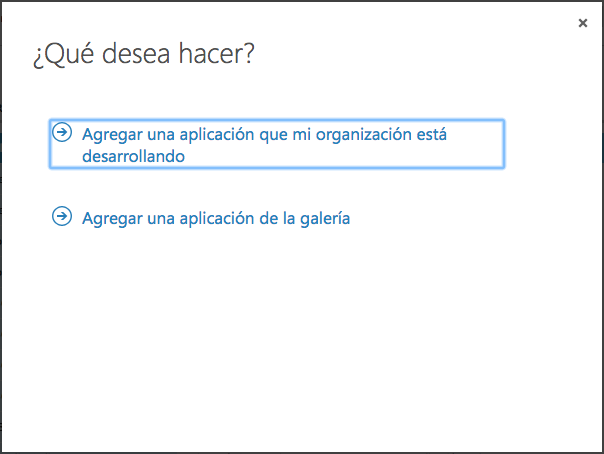 ¿Qué desea hacer?
Agregar una aplicación que mi organización está
desarrollando
Agregar una aplicación de la galería